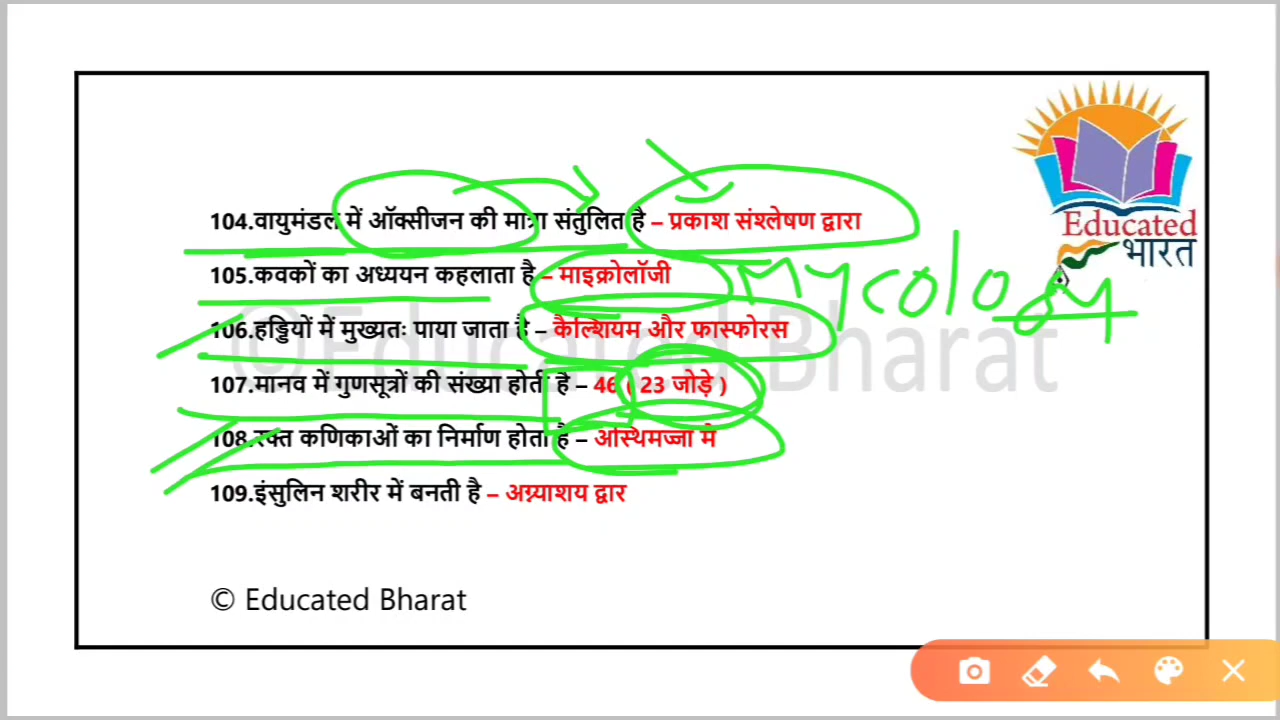 Educated
भारत
104.वायुमंडल में ऑक्सीजन की मात्रा संतुलित है – प्रकाश संश्लेषण द्वारा
105.कवकों का अध्ययन कहलाता है – माइक्रोलॉजी
Mycology
106.हड्डियों में मुख्यतः पाया जाता है – कैल्शियम और फास्फोरस
©Educated Bharat
107.मानव में गुणसूत्रों की संख्या होती है – 46 ( 23 जोड़े )
108.रक्त कणिकाओं का निर्माण होता है – अस्थिमज्जा मे
109.इंसुलिन शरीर में बनती है – अग्र्याशय द्वार
© Educated Bharat